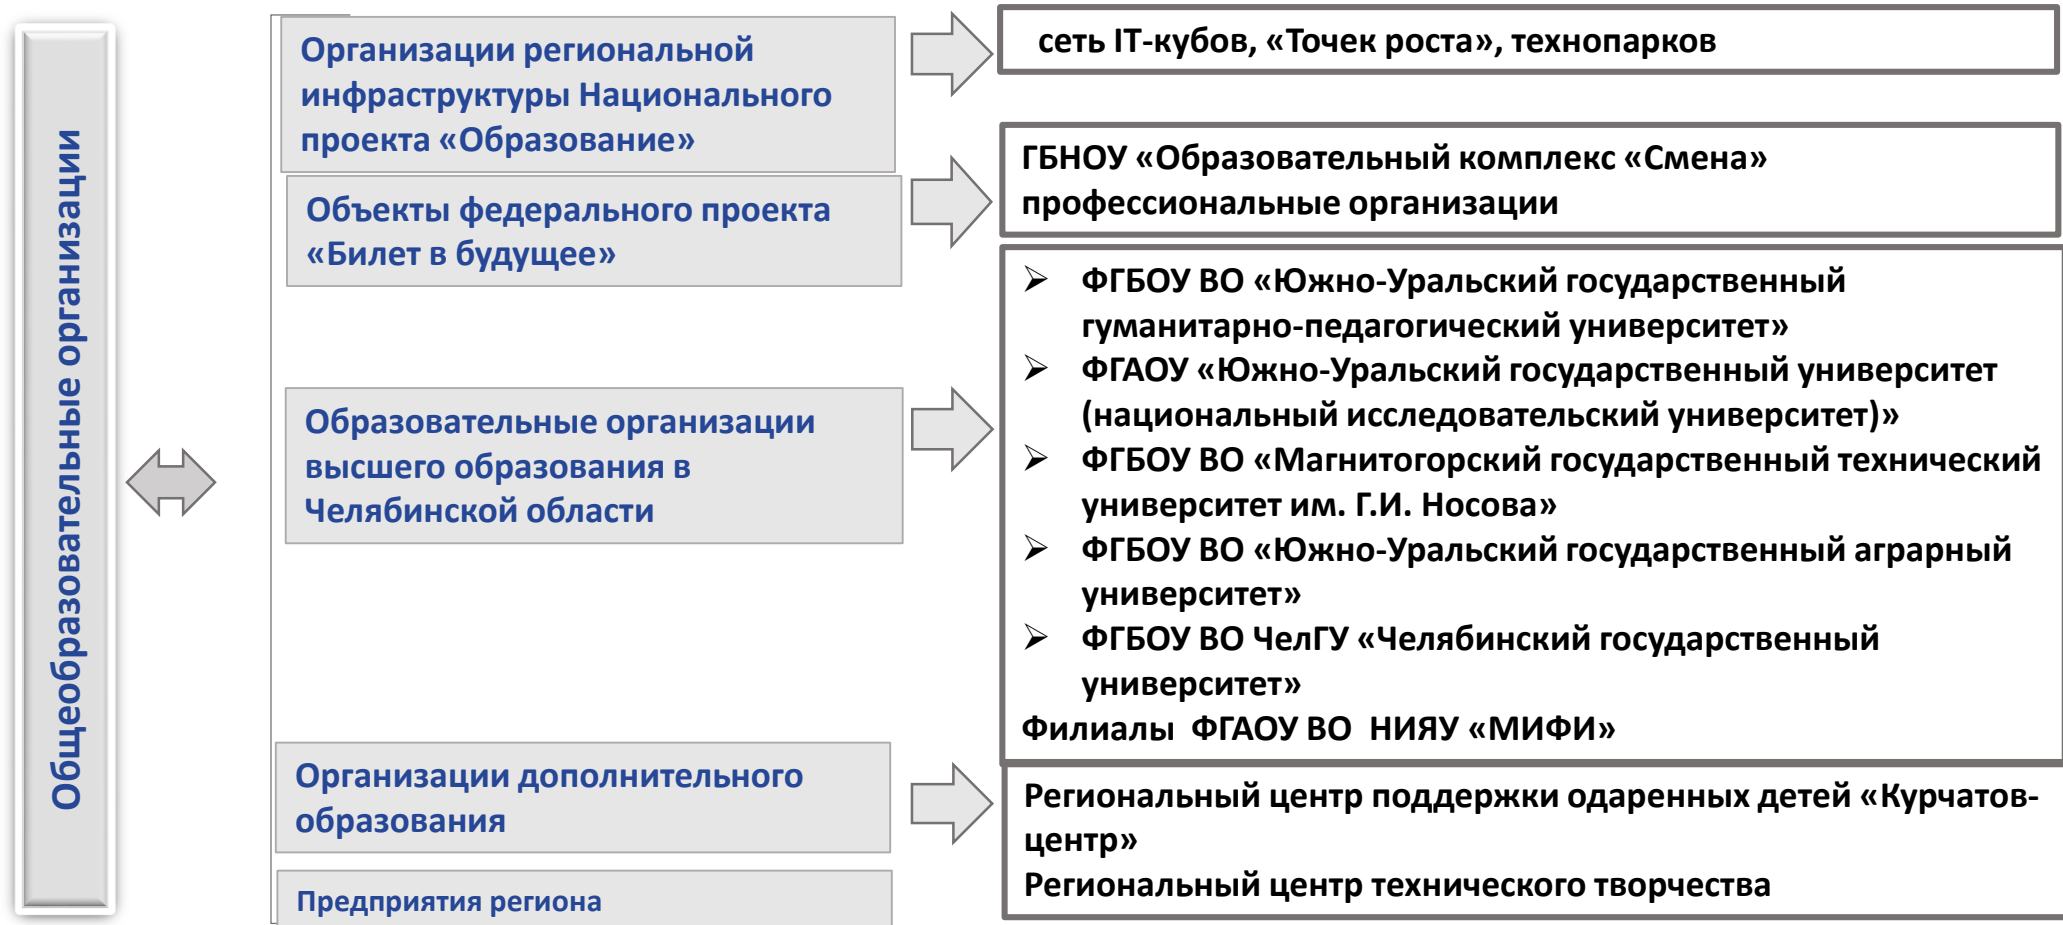 Общеобразовательные организации
Организации региональной
инфраструктуры Национального
проекта «Образование»
сеть IT-кубов, «Точек роста», технопарков
Объекты федерального проекта
«Билет в будущее»
ГБНОУ «Образовательный комплекс «Смена»
профессиональные организации
Образовательные организации
высшего образования в
Челябинской области
➢ ФГБОУ ВО «Южно-Уральский государственный
гуманитарно-педагогический университет»
➢ ФГАОУ «Южно-Уральский государственный университет
(национальный исследовательский университет)»
➢ ФГБОУ ВО «Магнитогорский государственный технический
университет им. Г.И. Носова»
➢ ФГБОУ ВО «Южно-Уральский государственный аграрный
университет»
➢ ФГБОУ ВО ЧелГУ «Челябинский государственный
университет»
Филиалы ФГАОУ ВО НИЯУ «МИФИ»
Организации дополнительного
образования
Региональный центр поддержки одаренных детей «Курчатов-
центр»
Региональный центр технического творчества
Предприятия региона